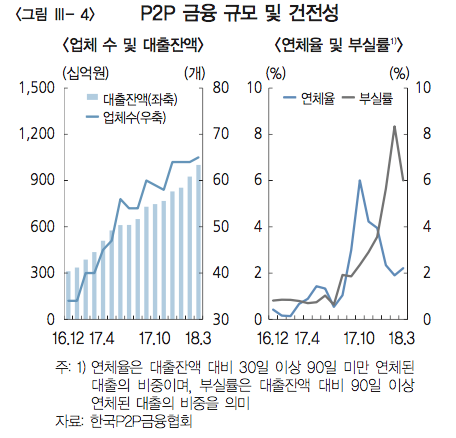 <그림 Ⅲ- 4> P2P 금융 규모 및 건전성
<업체 수 및 대출잔액> <연체율 및 부실률¹⁾>
(십억원) (개) (%) (%)
대출잔액(좌축)
업체수(우축)
연체율 부실률
1,500 80 10 10
1,200 70 8 8
900 60 6 6
600 50 4 4
300 40 2 2
0 30 0 0
16.12 17.4 17.10 18.3 16.12 17.4 17.10 18.3
주: 1) 연체율은 대출잔액 대비 30일 이상 90일 미만 연체된
대출의 비중이며, 부실률은 대출잔액 대비 90일 이상
연체된 대출의 비중을 의미
자료: 한국P2P금융협회